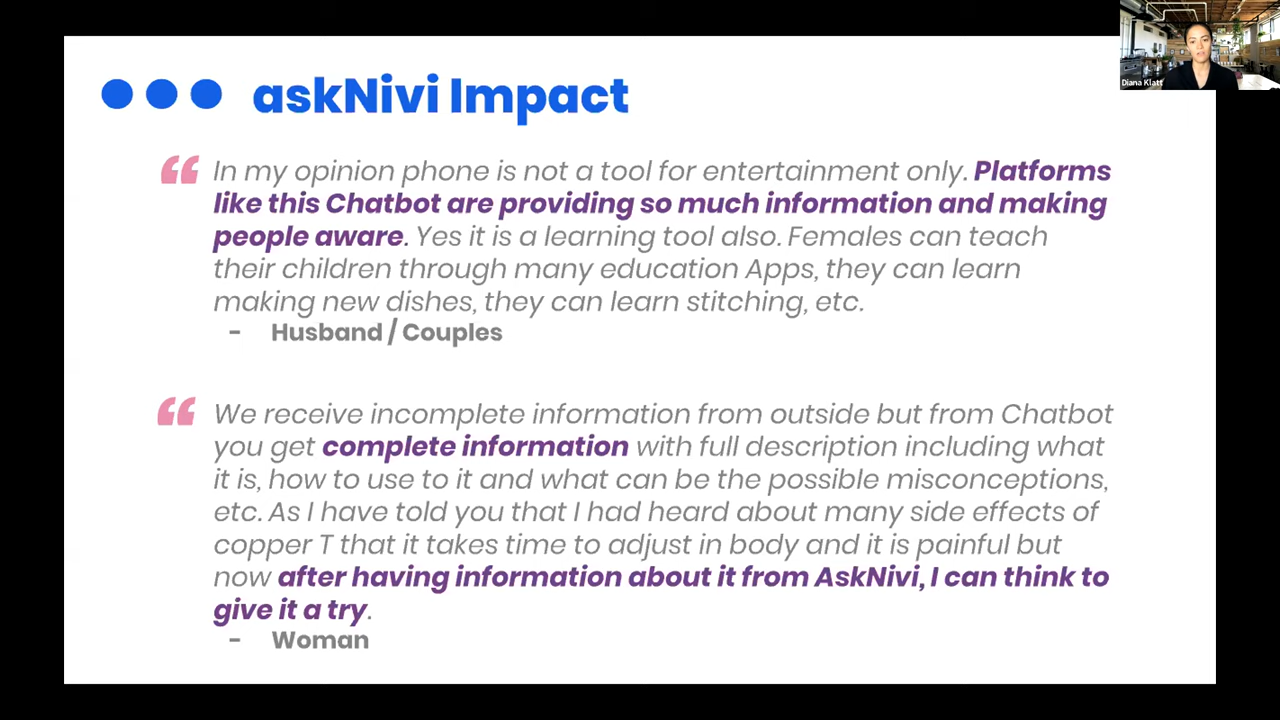 askNivi Impact
Diana Klatt
“ In my opinion phone is not a tool for entertainment only. Platforms
like this Chatbot are providing so much information and making
people aware. Yes it is a learning tool also. Females can teach
their children through many education Apps, they can learn
making new dishes, they can learn stitching, etc.
- Husband / Couples
“ We receive incomplete information from outside but from Chatbot
you get complete information with full description including what
it is, how to use to it and what can be the possible misconceptions,
etc. As I have told you that I had heard about many side effects of
copper T that it takes time to adjust in body and it is painful but
now after having information about it from AskNivi, I can think to
give it a try.
- Woman